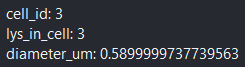 cell_id: 3
lys_in_cell: 3
diameter_um: 0.5899999737739563